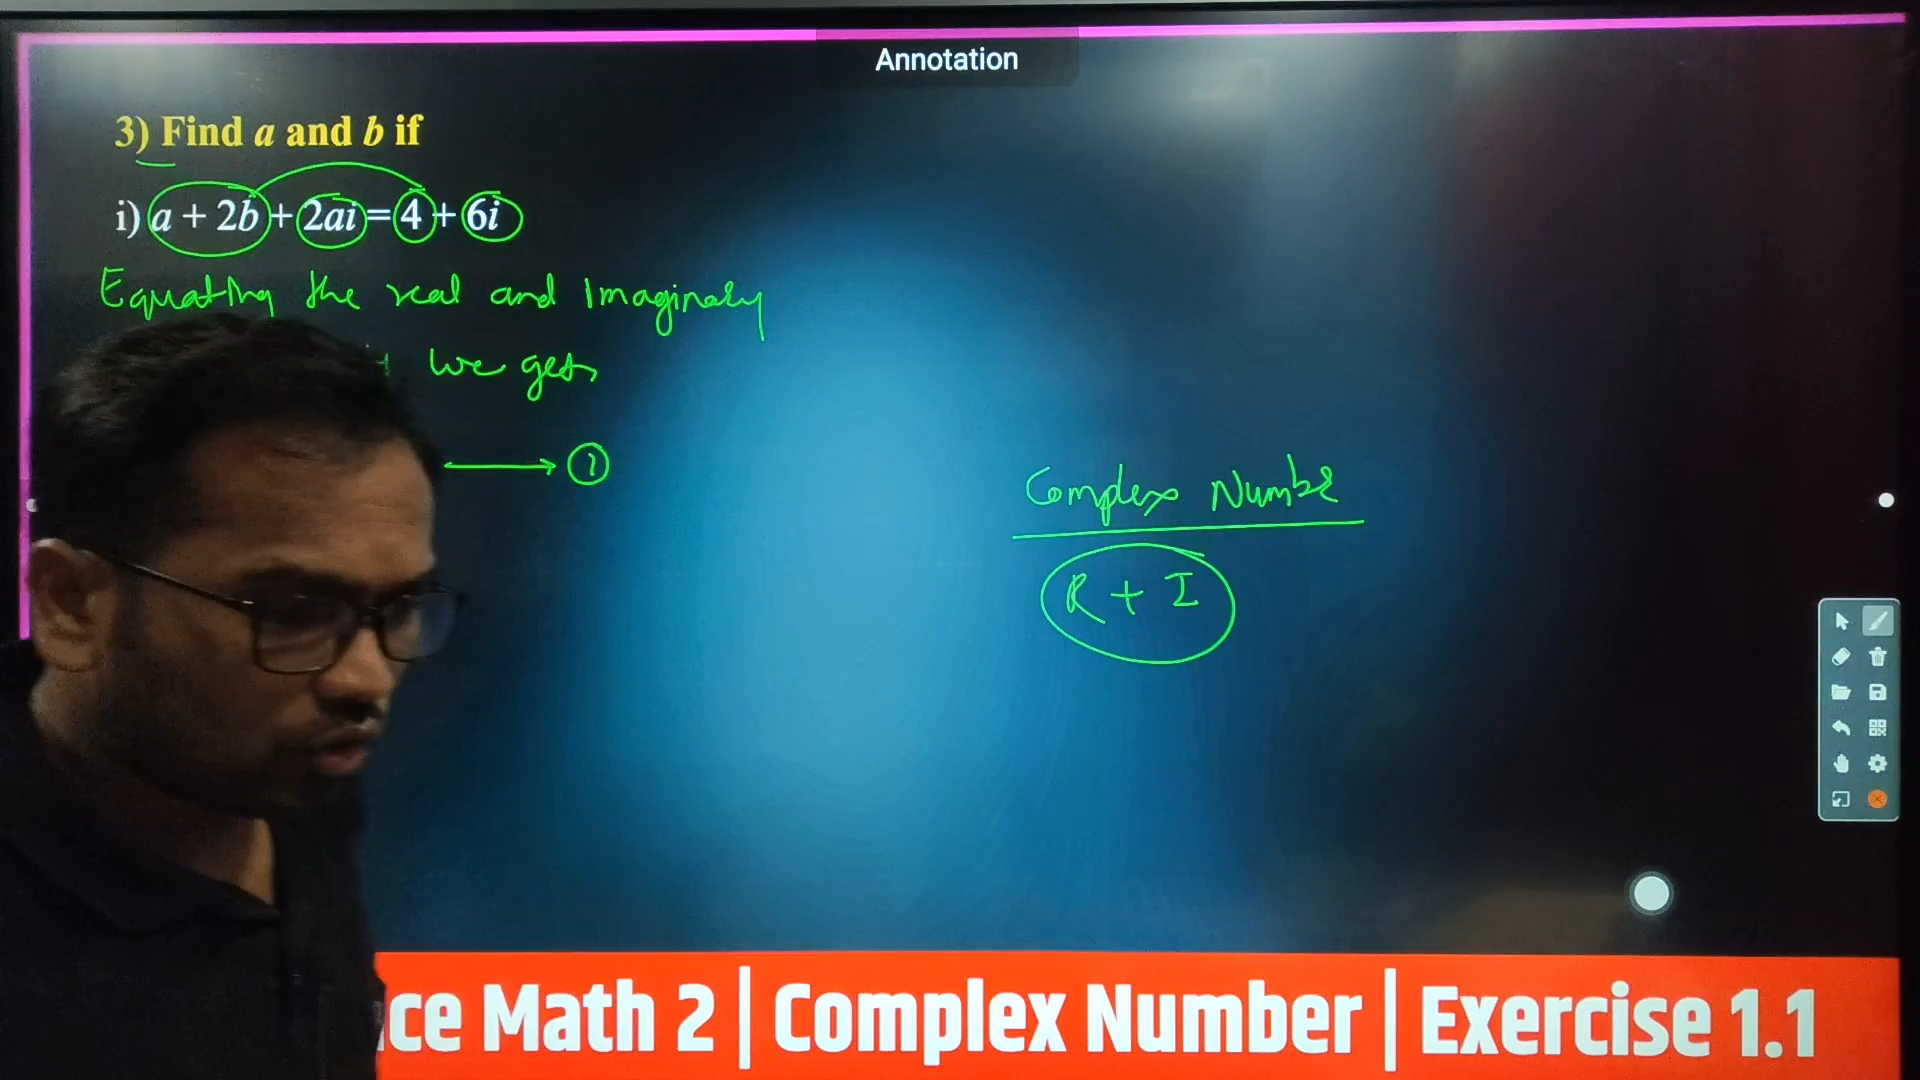 Annotation
3) Find a and b if
i) a + 2b + 2ai = 4 + 6i
Equating the real and Imaginary
we get,
→ ①
Complex Number
R + I
ce Math 2 | Complex Number | Exercise 1.1